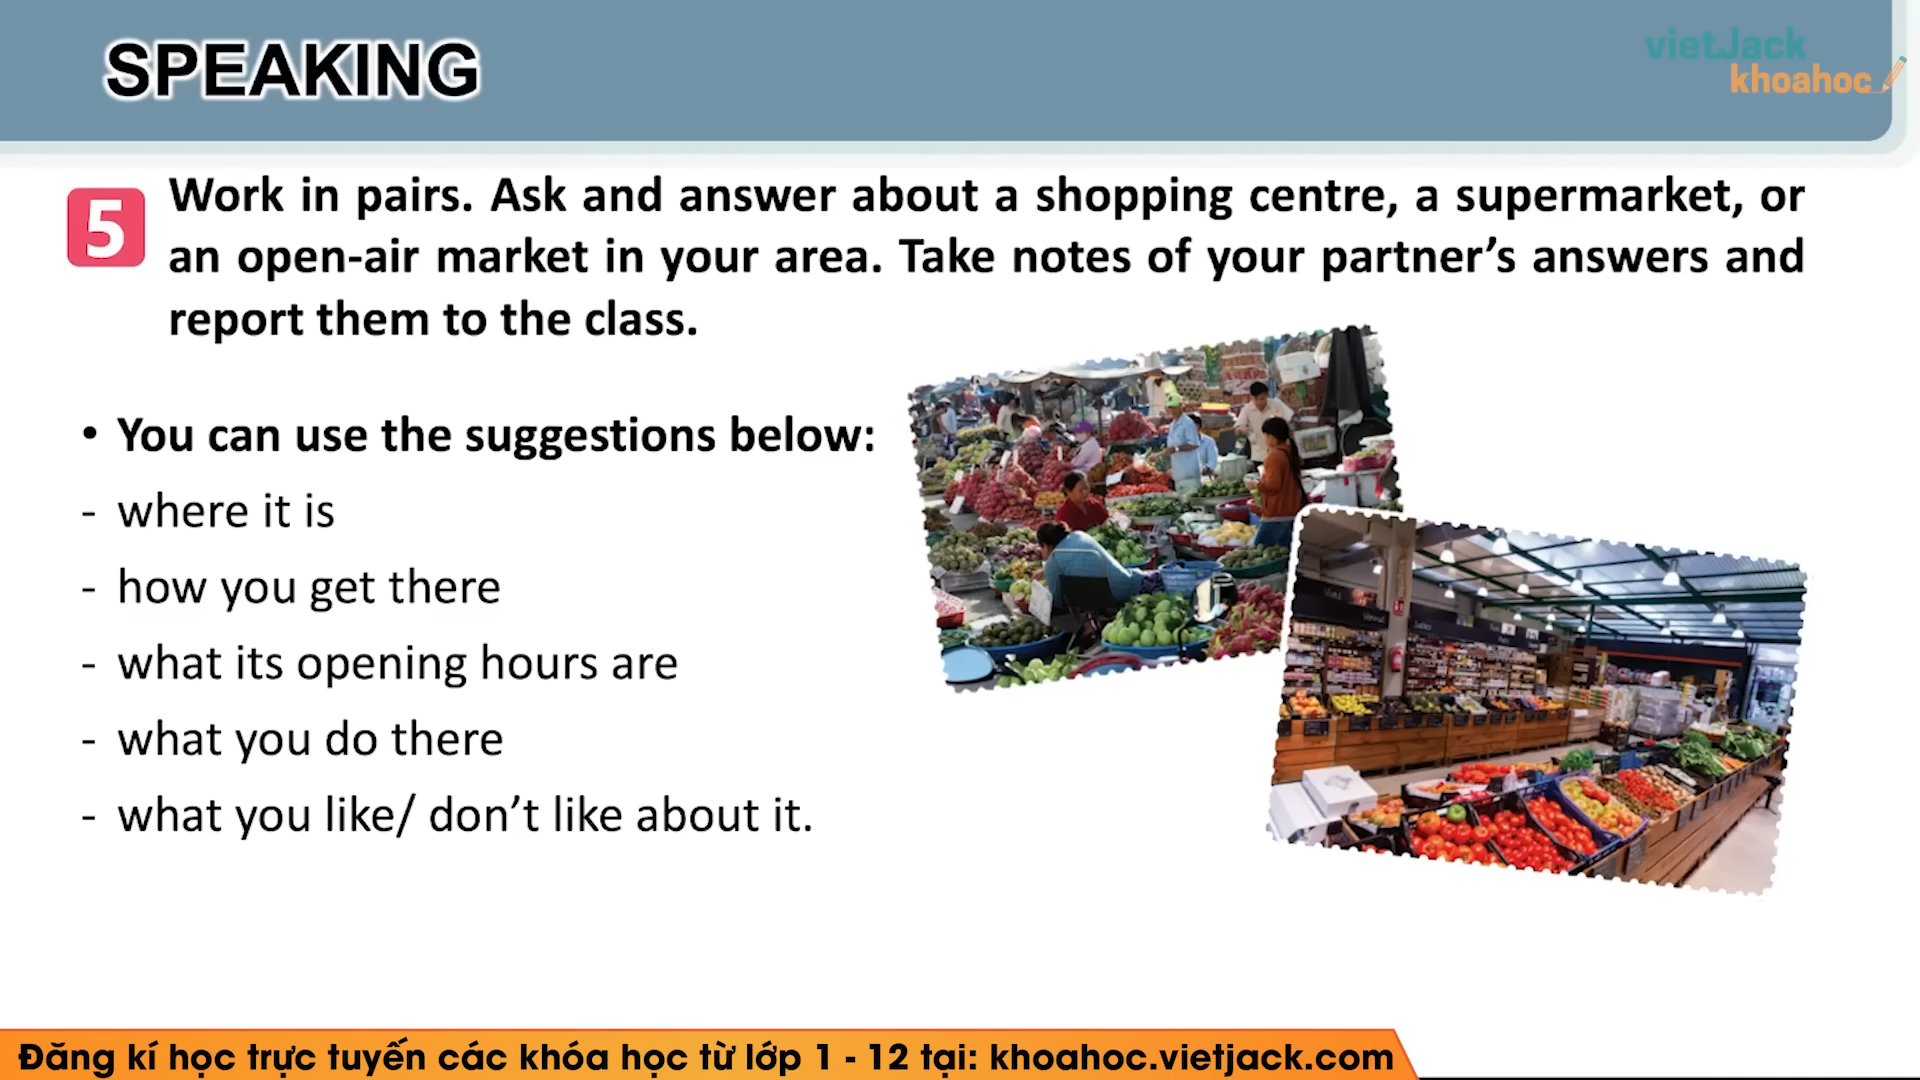 SPEAKING
vietJack
khoahoc
5
Work in pairs. Ask and answer about a shopping centre, a supermarket, or
an open-air market in your area. Take notes of your partner’s answers and
report them to the class.
• You can use the suggestions below:
- where it is
- how you get there
- what its opening hours are
- what you do there
- what you like/ don’t like about it.
Đăng kí học trực tuyến các khóa học từ lớp 1 - 12 tại: khoahoc.vietjack.com